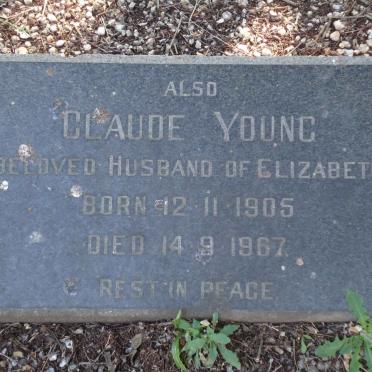 ALSO
CLAUDE YOUNG
BELOVED HUSBAND OF ELIZABET
BORN 12·11·1905
DIED 14·9·1967
REST IN PEACE